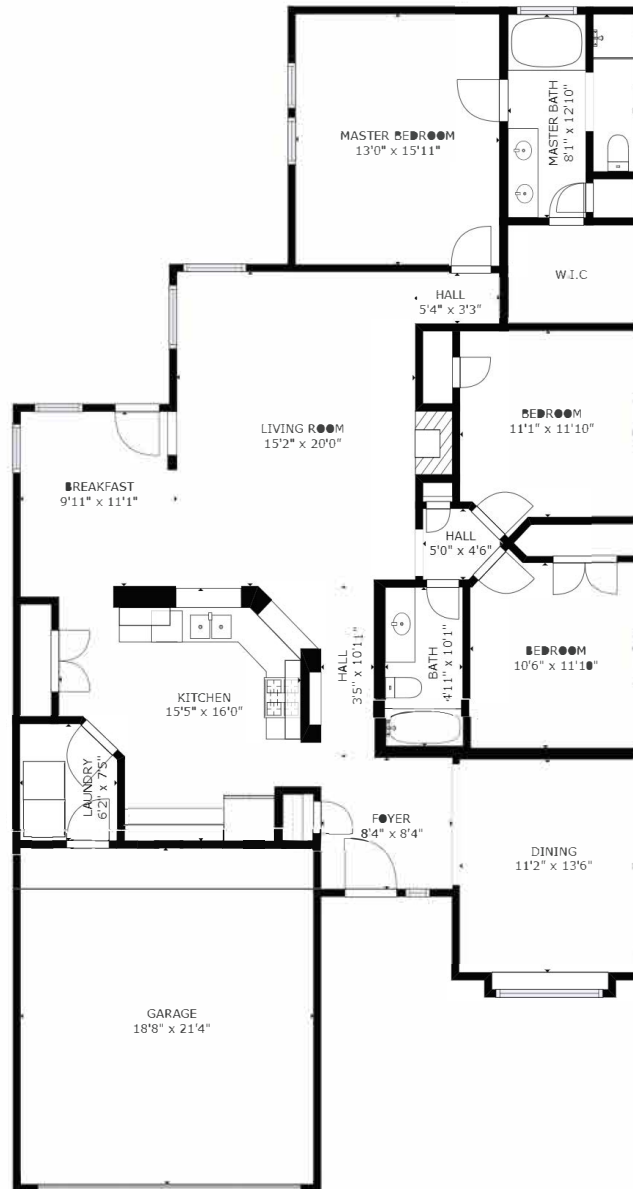 MASTER BEDROOM
13'0" x 15'11"
MASTER BATH
8'1" x 12'10"
W.I.C
HALL
5'4" x 3'3"
BEDROOM
11'1" x 11'10"
LIVING ROOM
15'2" x 20'0"
BREAKFAST
9'11" x 11'1"
HALL
5'0" x 4'6"
BEDROOM
10'6" x 11'10"
BATH
4'11" x 10'1"
HALL
3'5" x 10'11"
KITCHEN
15'5" x 16'0"
LAUNDRY
6'2" x 7'5"
FOYER
8'4" x 8'4"
DINING
11'2" x 13'6"
GARAGE
18'8" x 21'4"